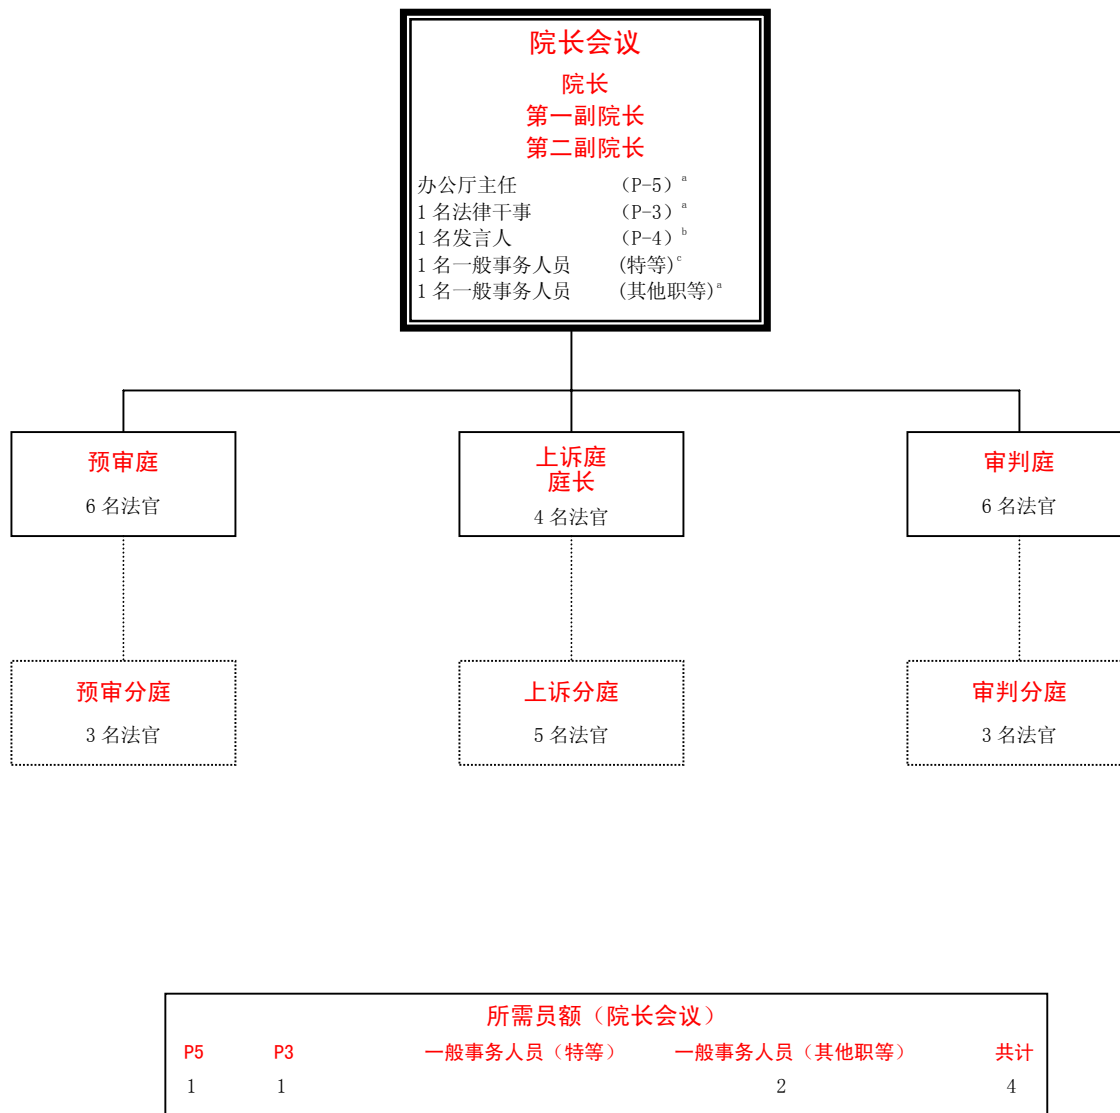 院长会议
院长
第一副院长
第二副院长
办公厅主任 （P-5）a
1 名法律干事 （P-3）a
1 名发言人 （P-4）b
1 名一般事务人员 (特等)c
1 名一般事务人员 (其他职等)a
预审庭
6 名法官
上诉庭
庭长
4 名法官
审判庭
6 名法官
预审分庭
3 名法官
上诉分庭
5 名法官
审判分庭
3 名法官
所需员额（院长会议）
P5 P3 一般事务人员（特等） 一般事务人员（其他职等） 共计
1 1 2 4